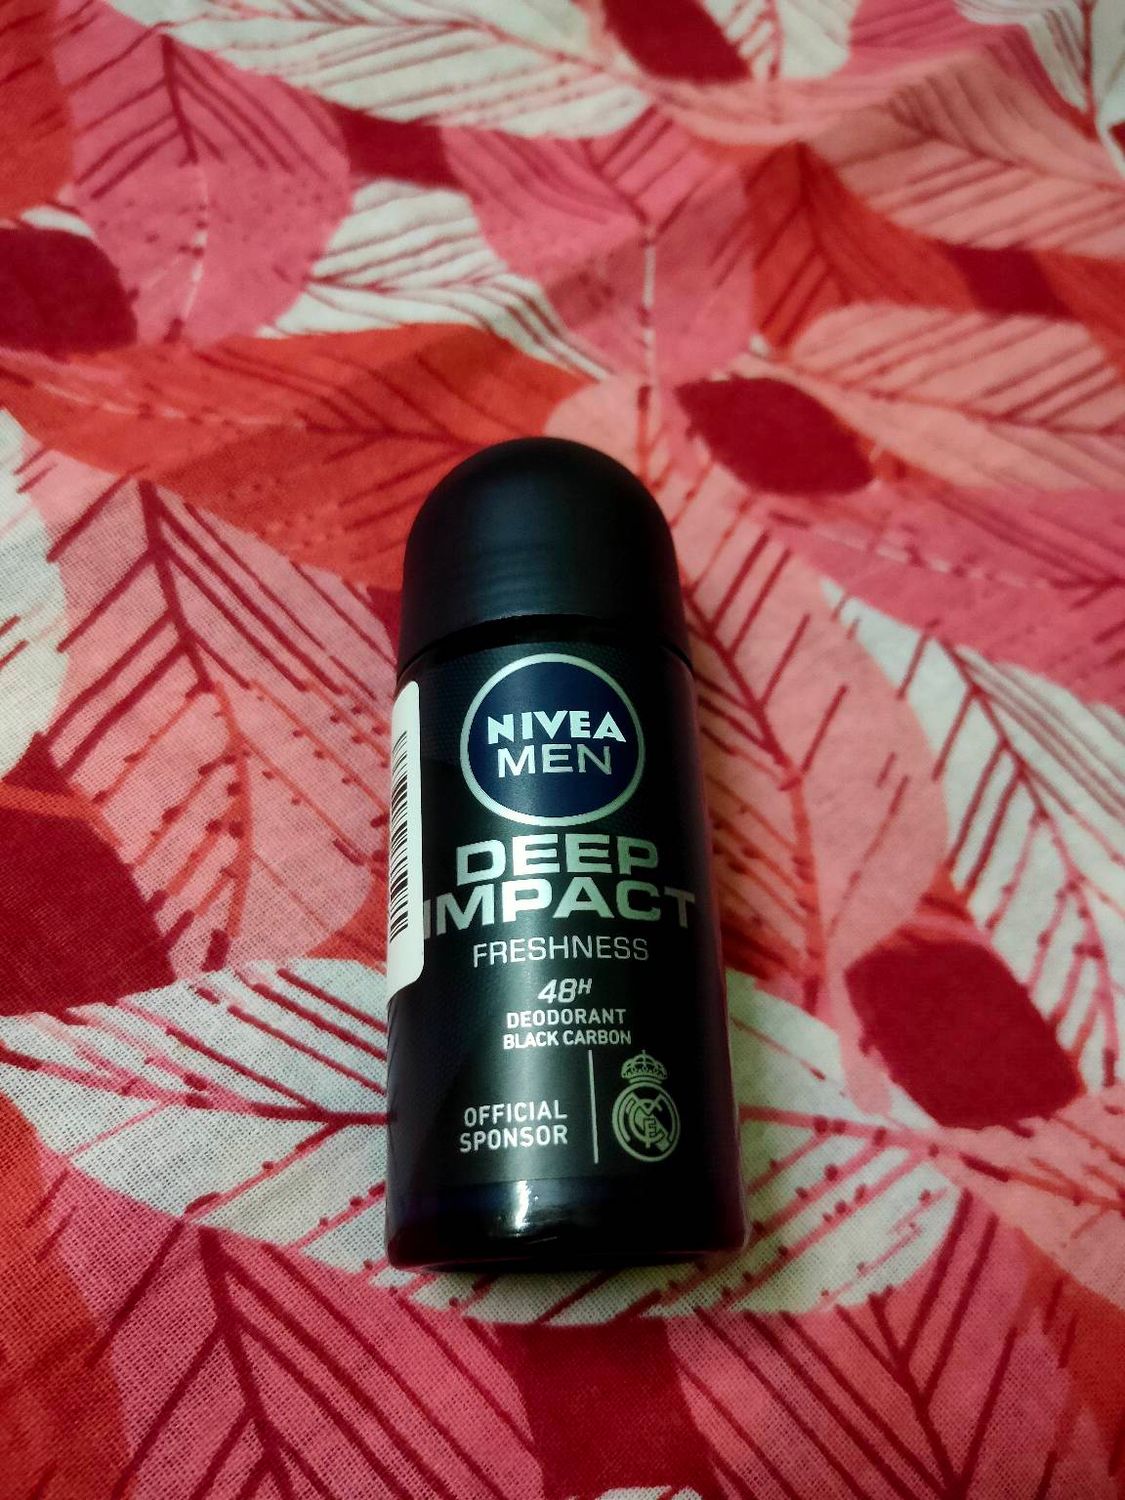 NIVEA
MEN
DEEP
IMPACT
FRESHNESS
48H
DEODORANT
BLACK CARBON
OFFICIAL
SPONSOR